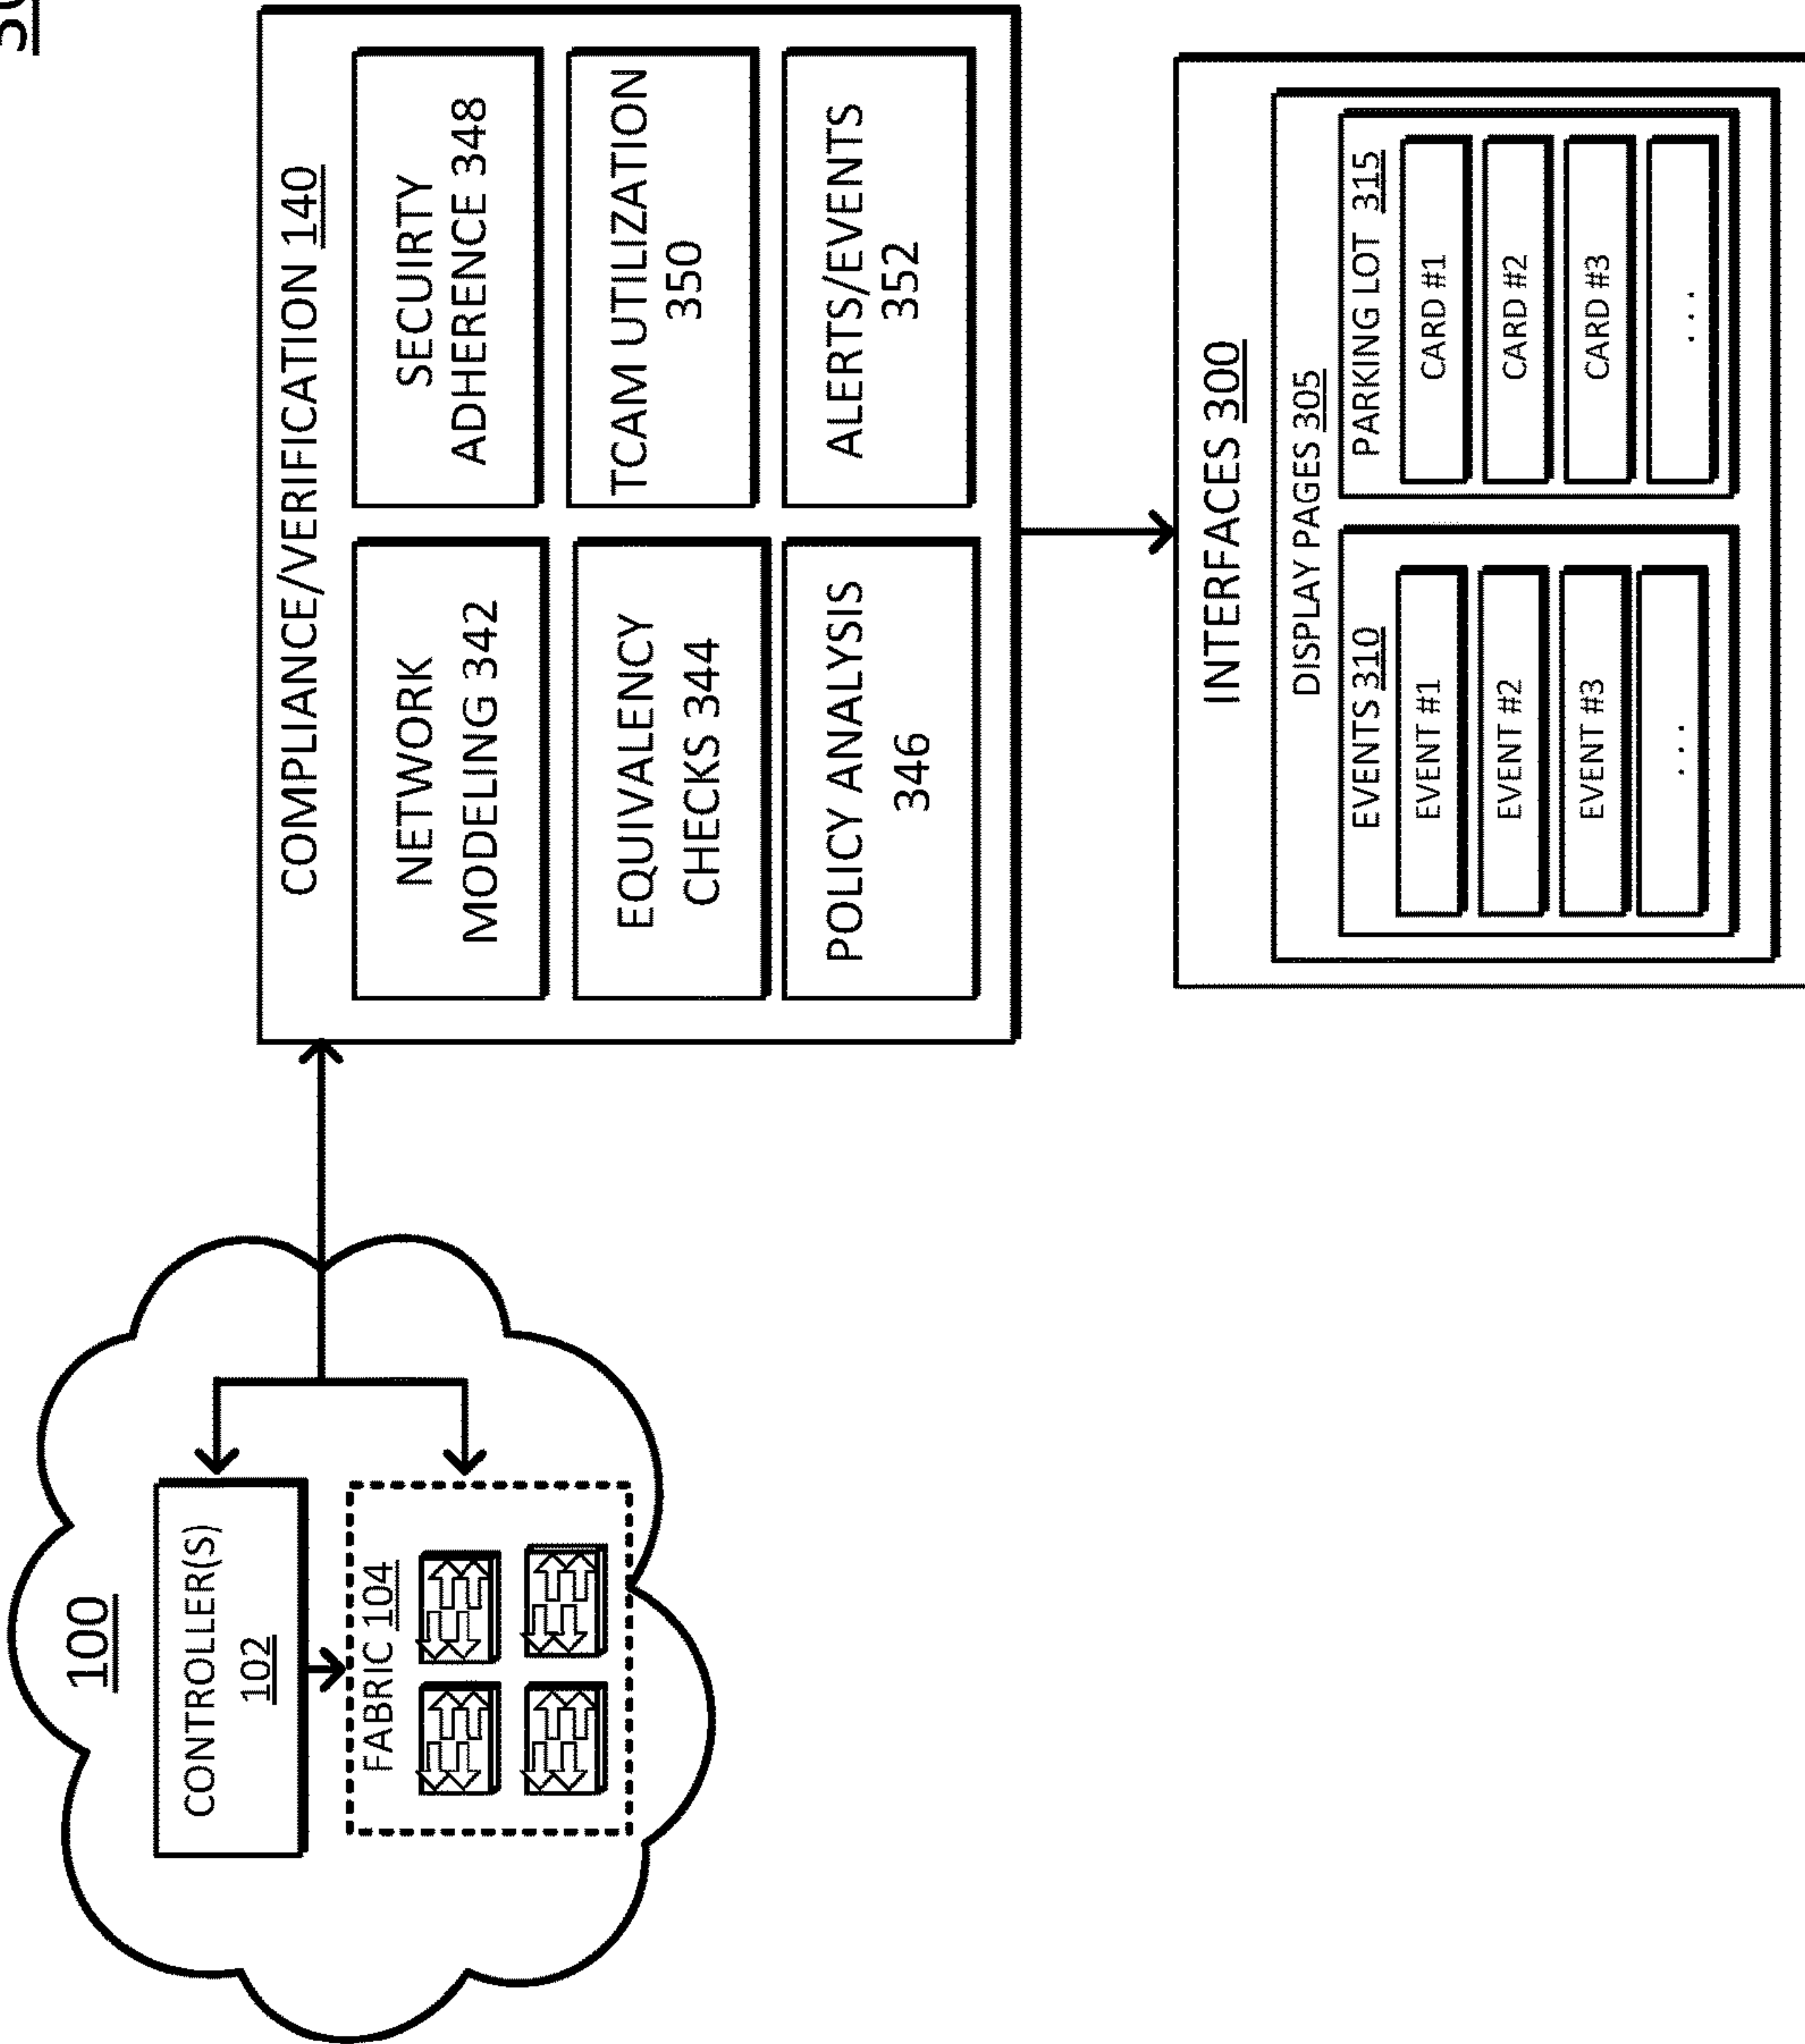 100
CONTROLLER(S)
102
FABRIC 104
COMPLIANCE/VERIFICATION 140
NETWORK
MODELING 342
SECUIRTY
ADHERENCE 348
EQUIVALENCY
CHECKS 344
TCAM UTILIZATION
350
POLICY ANALYSIS
346
ALERTS/EVENTS
352
INTERFACES 300
DISPLAY PAGES 305
EVENTS 310
EVENT #1
EVENT #2
EVENT #3
...
PARKING LOT 315
CARD #1
CARD #2
CARD #3
...